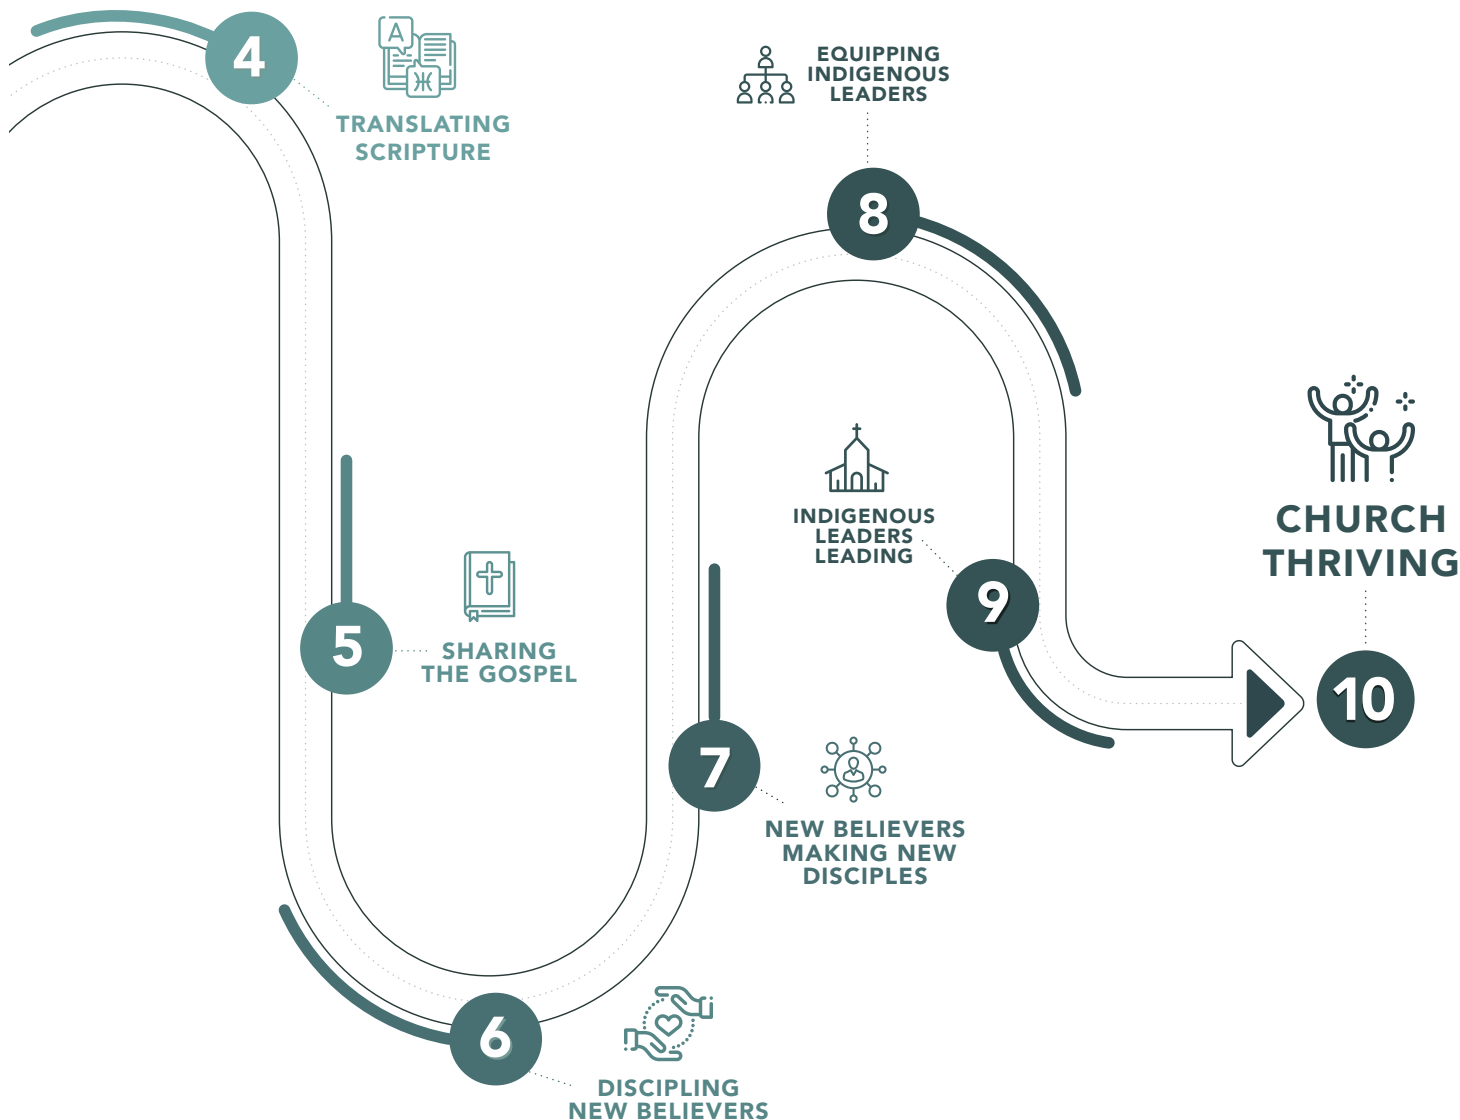 4
A
TRANSLATING
SCRIPTURE
5
SHARING
THE GOSPEL
6
DISCIPLING
NEW BELIEVERS
7
NEW BELIEVERS
MAKING NEW
DISCIPLES
8
EQUIPPING
INDIGENOUS
LEADERS
9
INDIGENOUS
LEADERS
LEADING
10
CHURCH
THRIVING